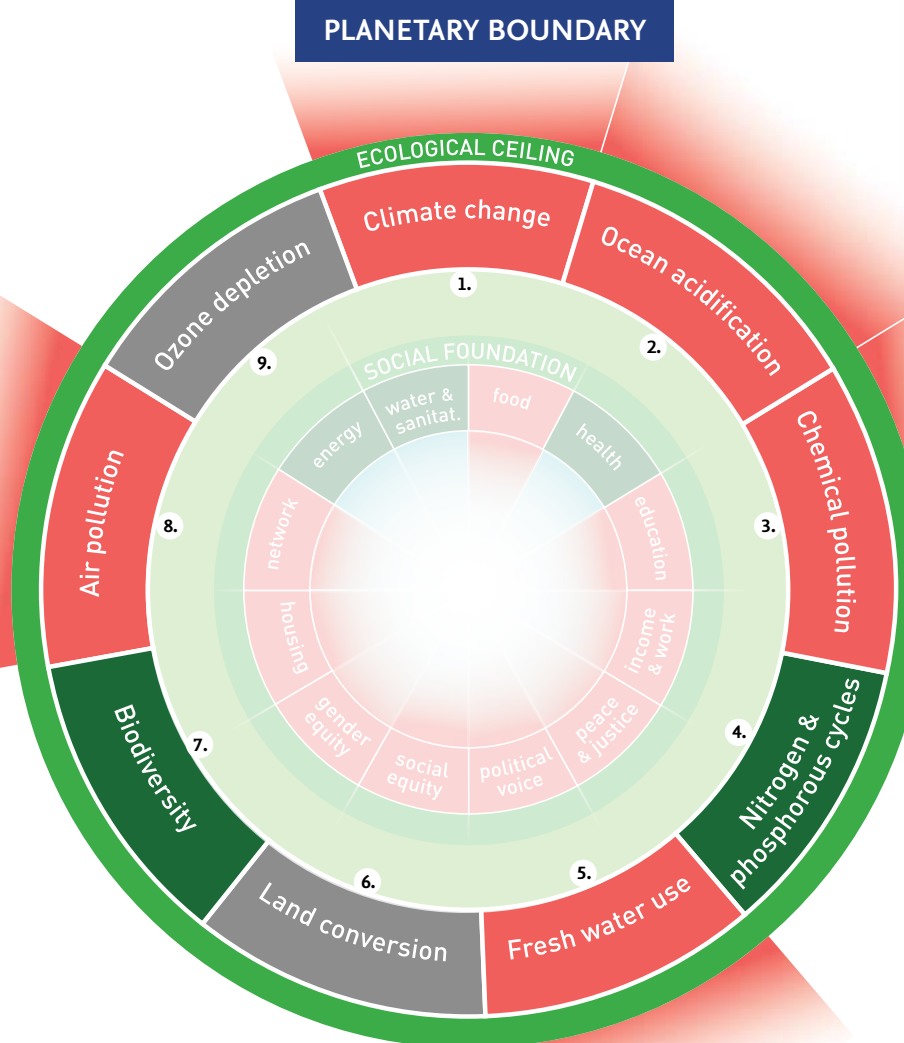 PLANETARY BOUNDARY
ECOLOGICAL CEILING
Climate change
1.
Ocean acidification
2.
Chemical pollution
3.
Nitrogen &
phosphorous cycles
4.
Fresh water use
5.
Land conversion
6.
Biodiversity
7.
Air pollution
8.
Ozone depletion
9.
SOCIAL FOUNDATION
food
health
education
income
& work
peace
& justice
political
voice
social
equity
gender
equity
housing
network
energy
water &
sanitat.